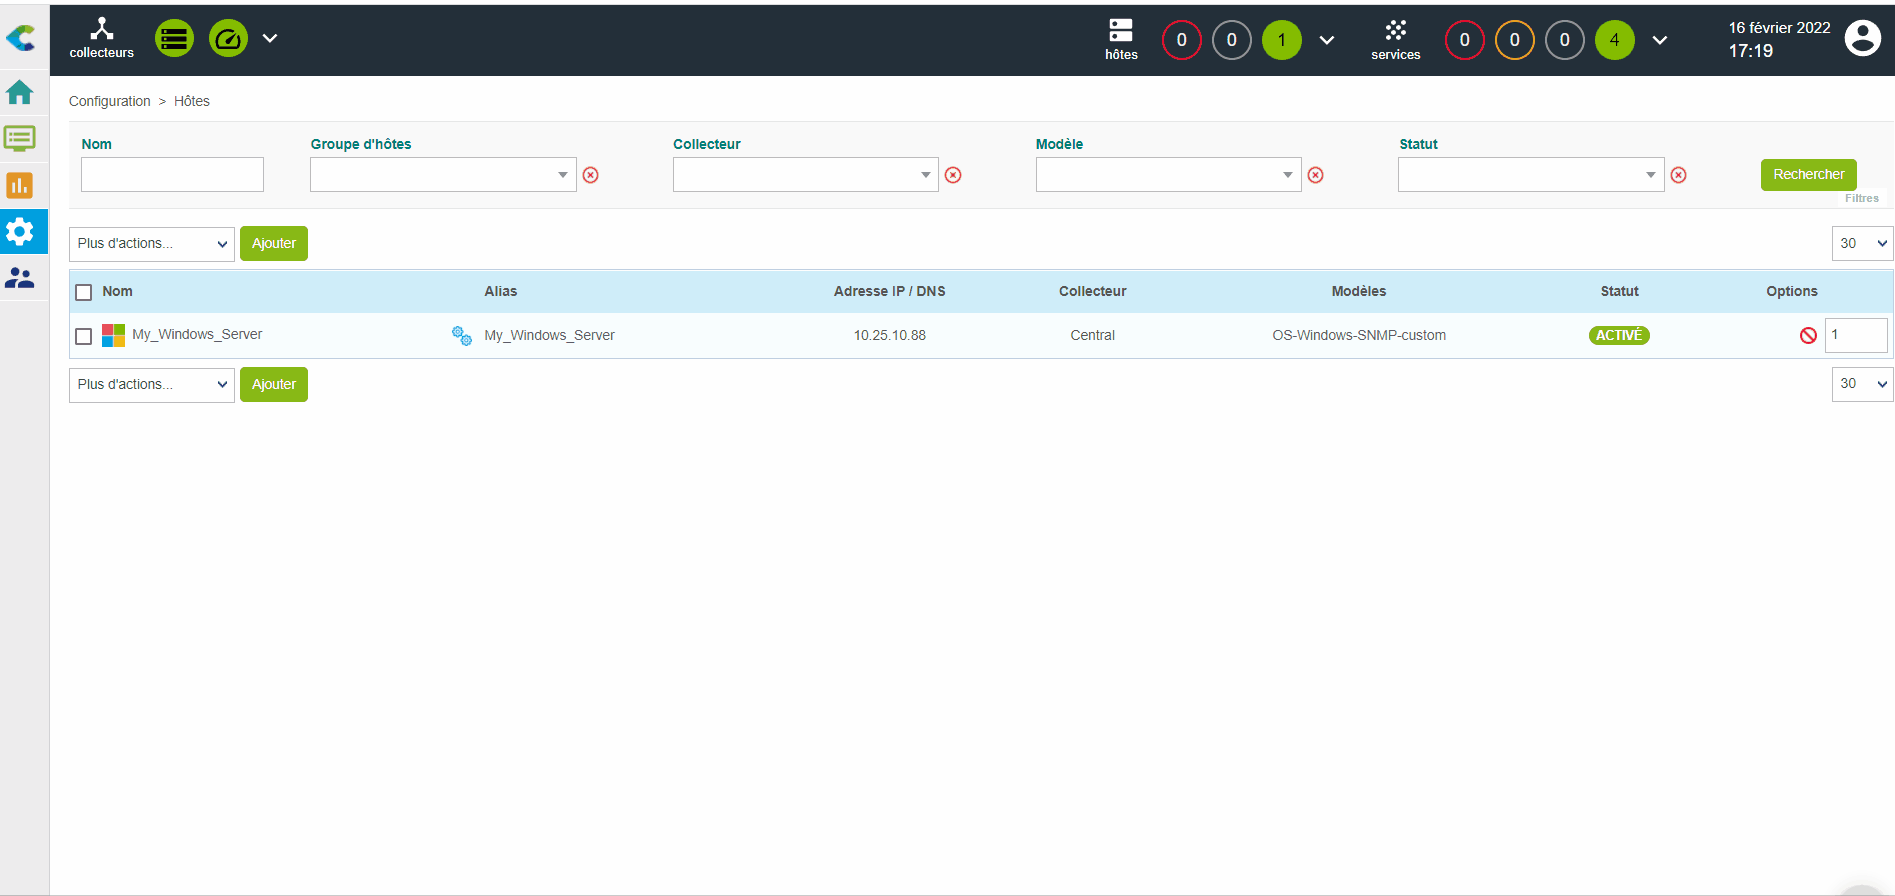 collecteurs
hôtes
0 0 1
services
0 0 0 4
16 février 2022
17:19
Configuration > Hôtes
Nom Groupe d'hôtes Collecteur Modèle Statut
Rechercher
Filtres
Plus d'actions... Ajouter 30
Nom Alias Adresse IP / DNS Collecteur Modèles Statut Options
My_Windows_Server My_Windows_Server 10.25.10.88 Central OS-Windows-SNMP-custom ACTIVÉ 1
Plus d'actions... Ajouter 30